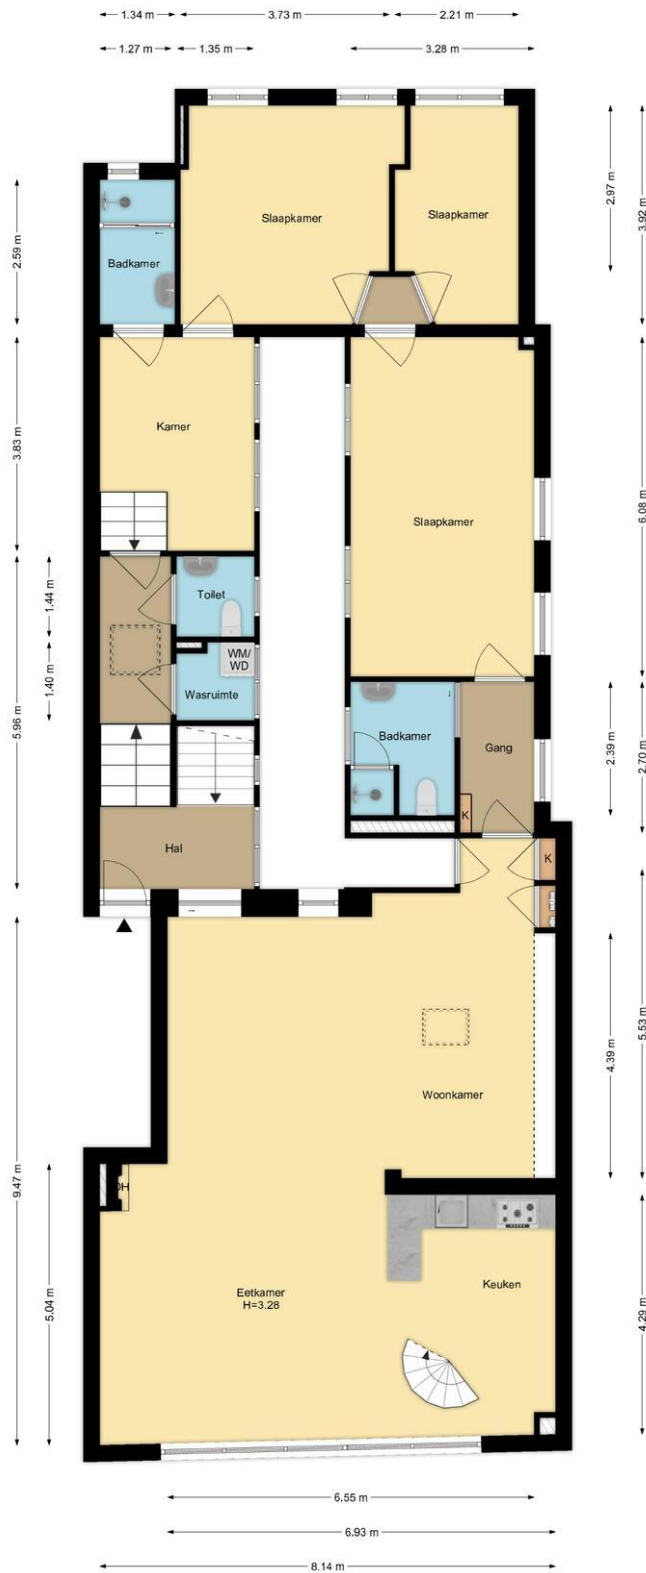 1.34 m
3.73 m
2.21 m
1.27 m
1.35 m
3.28 m
2.97 m
3.92 m
2.59 m
Slaapkamer
Slaapkamer
Badkamer
3.83 m
Kamer
6.08 m
Slaapkamer
1.44 m
Toilet
5.96 m
1.40 m
WM/
WD
Wasruimte
Badkamer
Gang
2.39 m
2.70 m
K
Hal
K
5.53 m
4.39 m
Woonkamer
9.47 m
OH
Eetkamer
H=3.28
Keuken
5.04 m
4.29 m
6.55 m
6.93 m
8.14 m